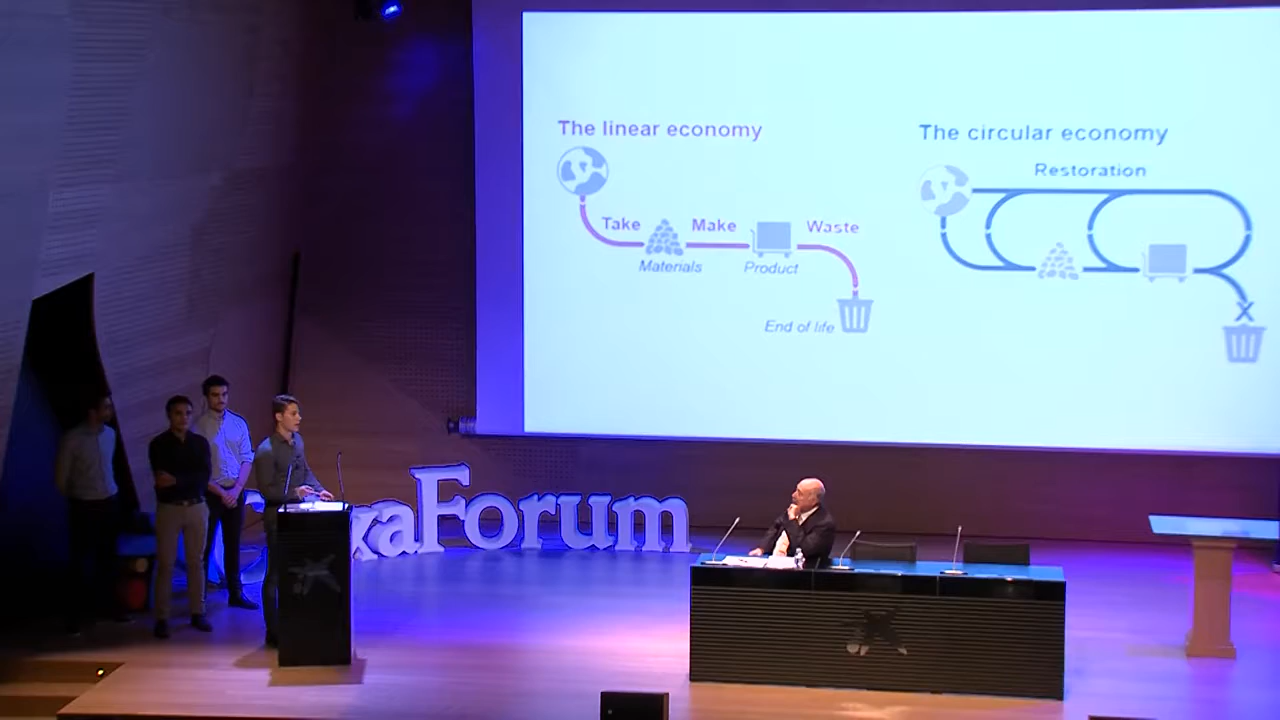 The linear economy
Take
Make
Waste
Materials
Product
End of life
The circular economy
Restoration
X
xaForum